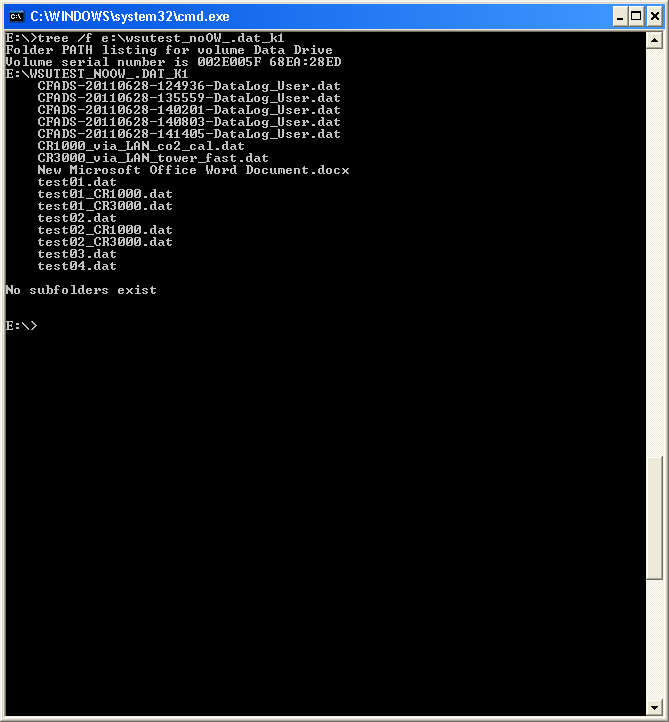 C:\WINDOWS\system32\cmd.exe
E:\>tree /f e:\wsutest_noOW_.dat_k1
Folder PATH listing for volume Data Drive
Volume serial number is 002E005F 68EA:28ED
E:\WSUTEST_NOOW_.DAT_K1
    CFADS-20110628-124936-DataLog_User.dat
    CFADS-20110628-135559-DataLog_User.dat
    CFADS-20110628-140201-DataLog_User.dat
    CFADS-20110628-140803-DataLog_User.dat
    CFADS-20110628-141405-DataLog_User.dat
    CR1000_via_LAN_co2_cal.dat
    CR3000_via_LAN_tower_fast.dat
    New Microsoft Office Word Document.docx
    test01.dat
    test01_CR1000.dat
    test01_CR3000.dat
    test02.dat
    test02_CR1000.dat
    test02_CR3000.dat
    test03.dat
    test04.dat
No subfolders exist
E:\>